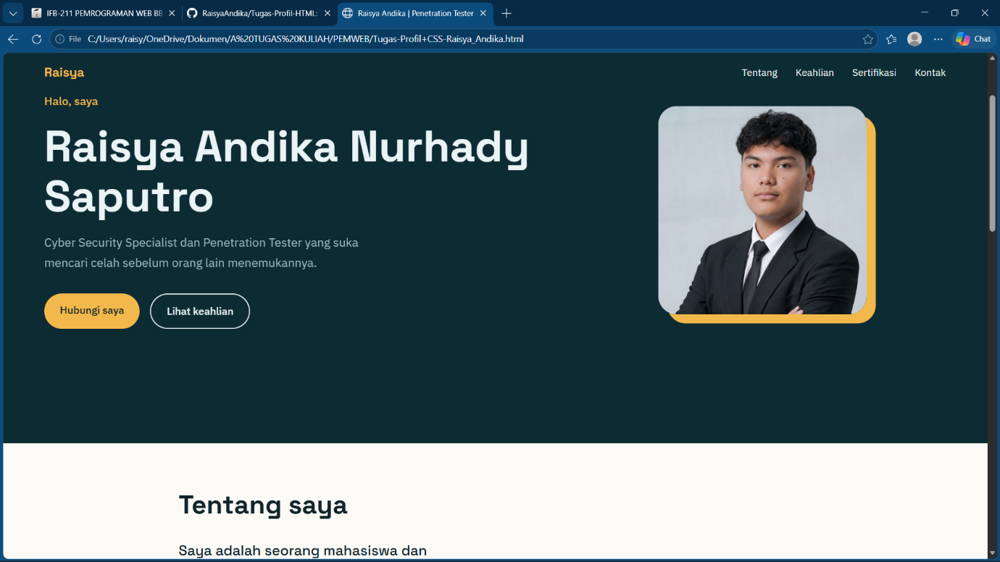 IFB-211 PEMROGRAMAN WEB BB
RaisyaAndika/Tugas-Profil-HTML:
Raisya Andika | Penetration Tester
File
C:/Users/raisy/OneDrive/Dokumen/A%20TUGAS%20KULIAH/PEMWEB/Tugas-Profil+CSS-Raisya_Andika.html
Chat
Raisya
Tentang
Keahlian
Sertifikasi
Kontak
Halo, saya
Raisya Andika Nurhady
Saputro
Cyber Security Specialist dan Penetration Tester yang suka
mencari celah sebelum orang lain menemukannya.
Hubungi saya
Lihat keahlian
Tentang saya
Saya adalah seorang mahasiswa dan